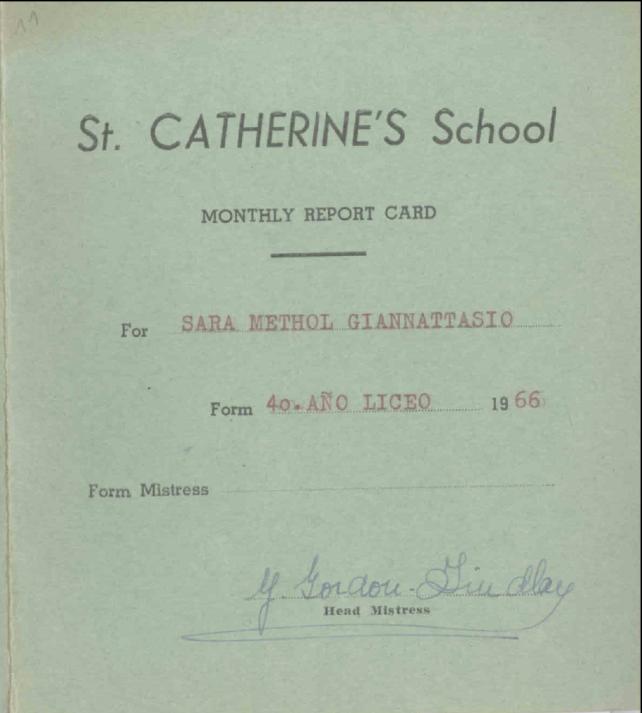 11
St. CATHERINE'S School
MONTHLY REPORT CARD
For SARA METHOL GIANNATTASIO
Form 4o. AÑO LICEO 1966
Form Mistress
Y. Gordon-Findlay
Head Mistress